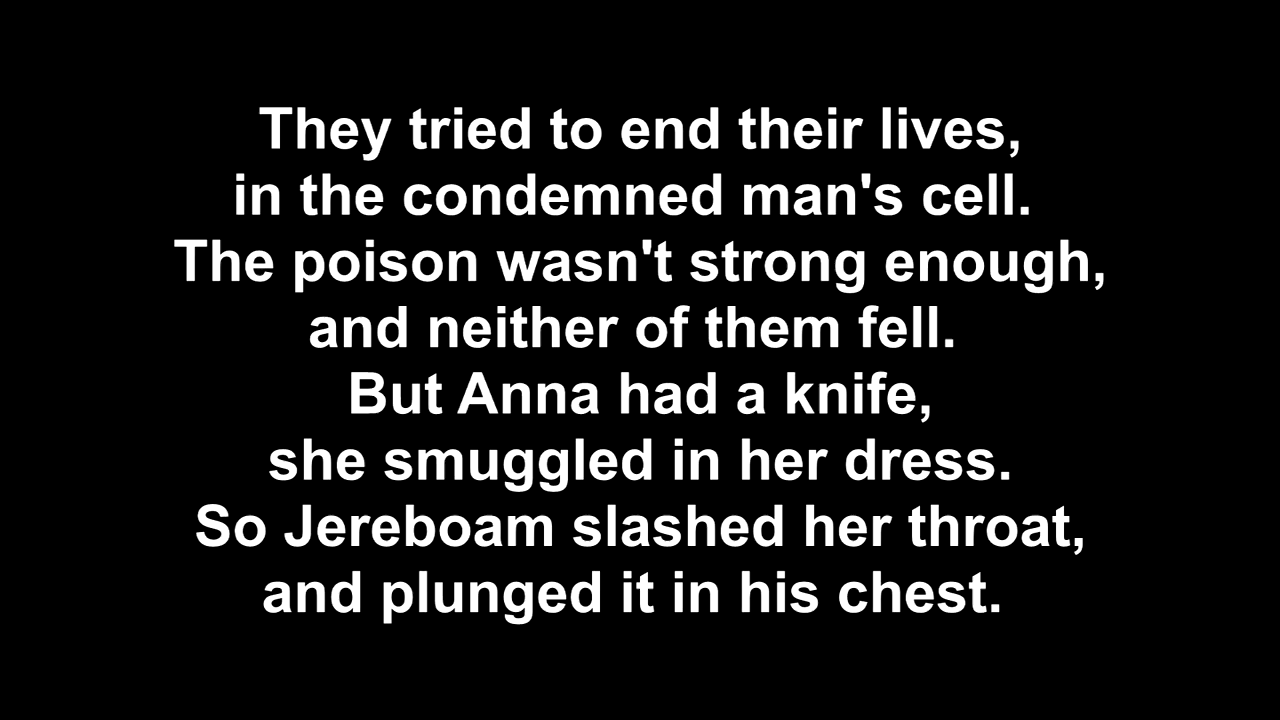 They tried to end their lives,
in the condemned man's cell.
The poison wasn't strong enough,
and neither of them fell.
But Anna had a knife,
she smuggled in her dress.
So Jereboam slashed her throat,
and plunged it in his chest.